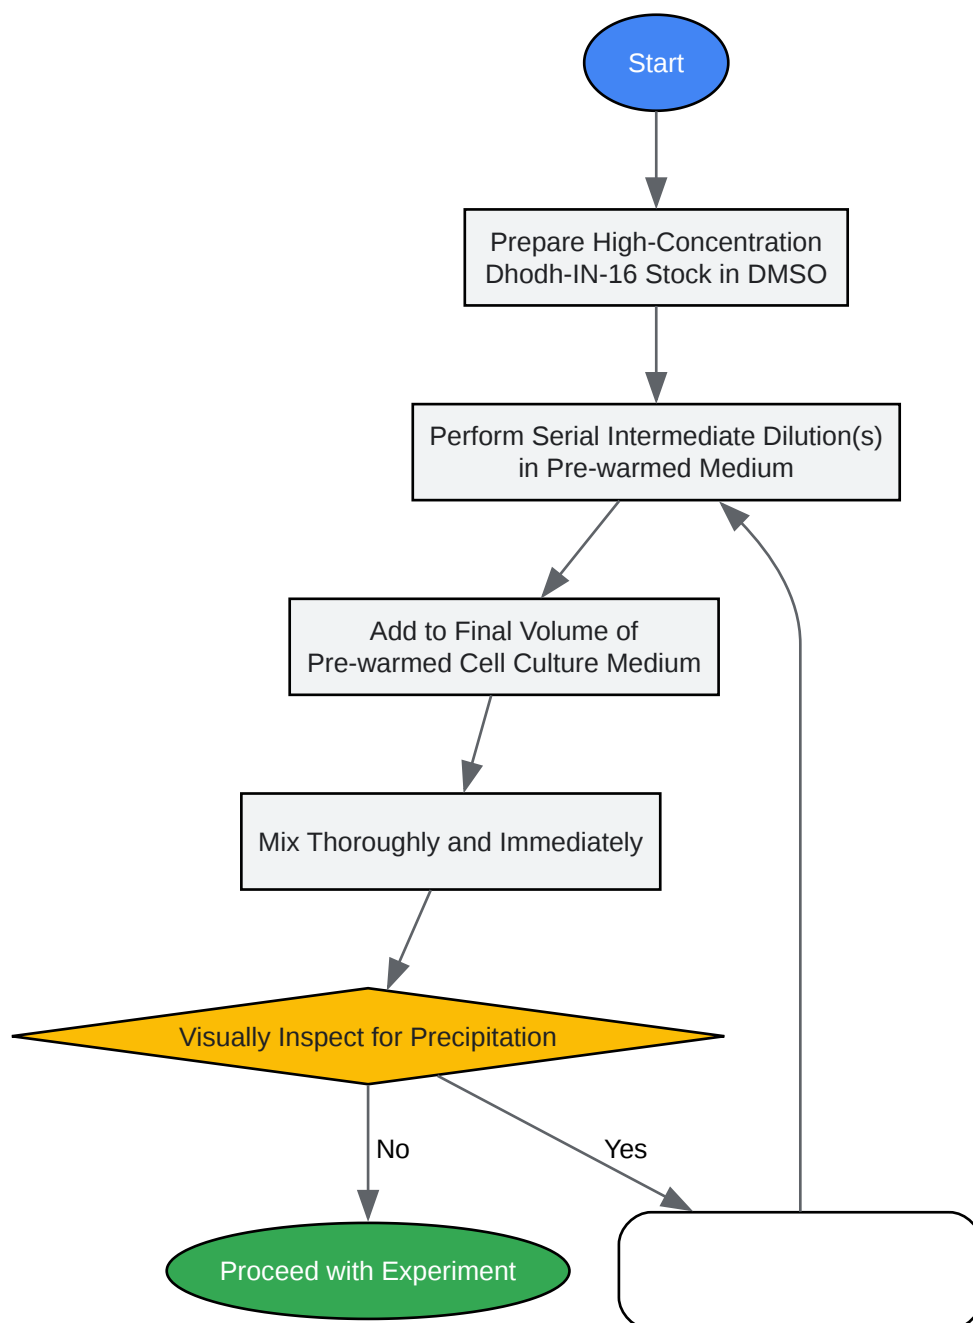 Start
Prepare High-Concentration
Dhodh-IN-16 Stock in DMSO
Perform Serial Intermediate Dilution(s)
in Pre-warmed Medium
Add to Final Volume of
Pre-warmed Cell Culture Medium
Mix Thoroughly and Immediately
Visually Inspect for Precipitation
No
Yes
Proceed with Experiment